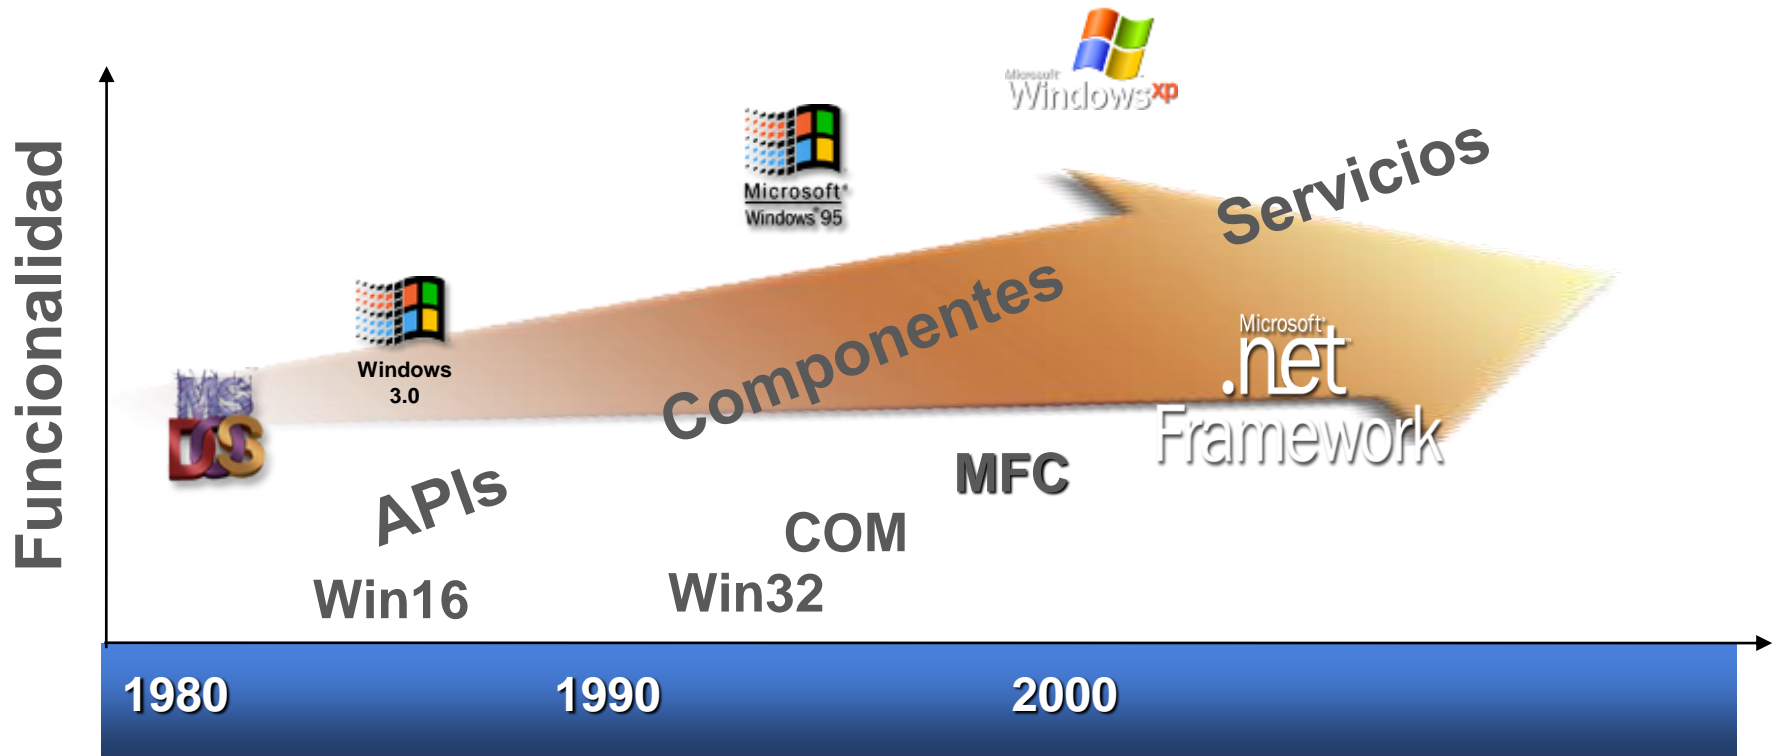 Funcionalidad
Microsoft
Windows xp
Microsoft®
Windows®95
Servicios
Componentes
Windows
3.0
MS
DOS
Microsoft®
.net™
Framework
APIs
MFC
COM
Win16
Win32
1980
1990
2000